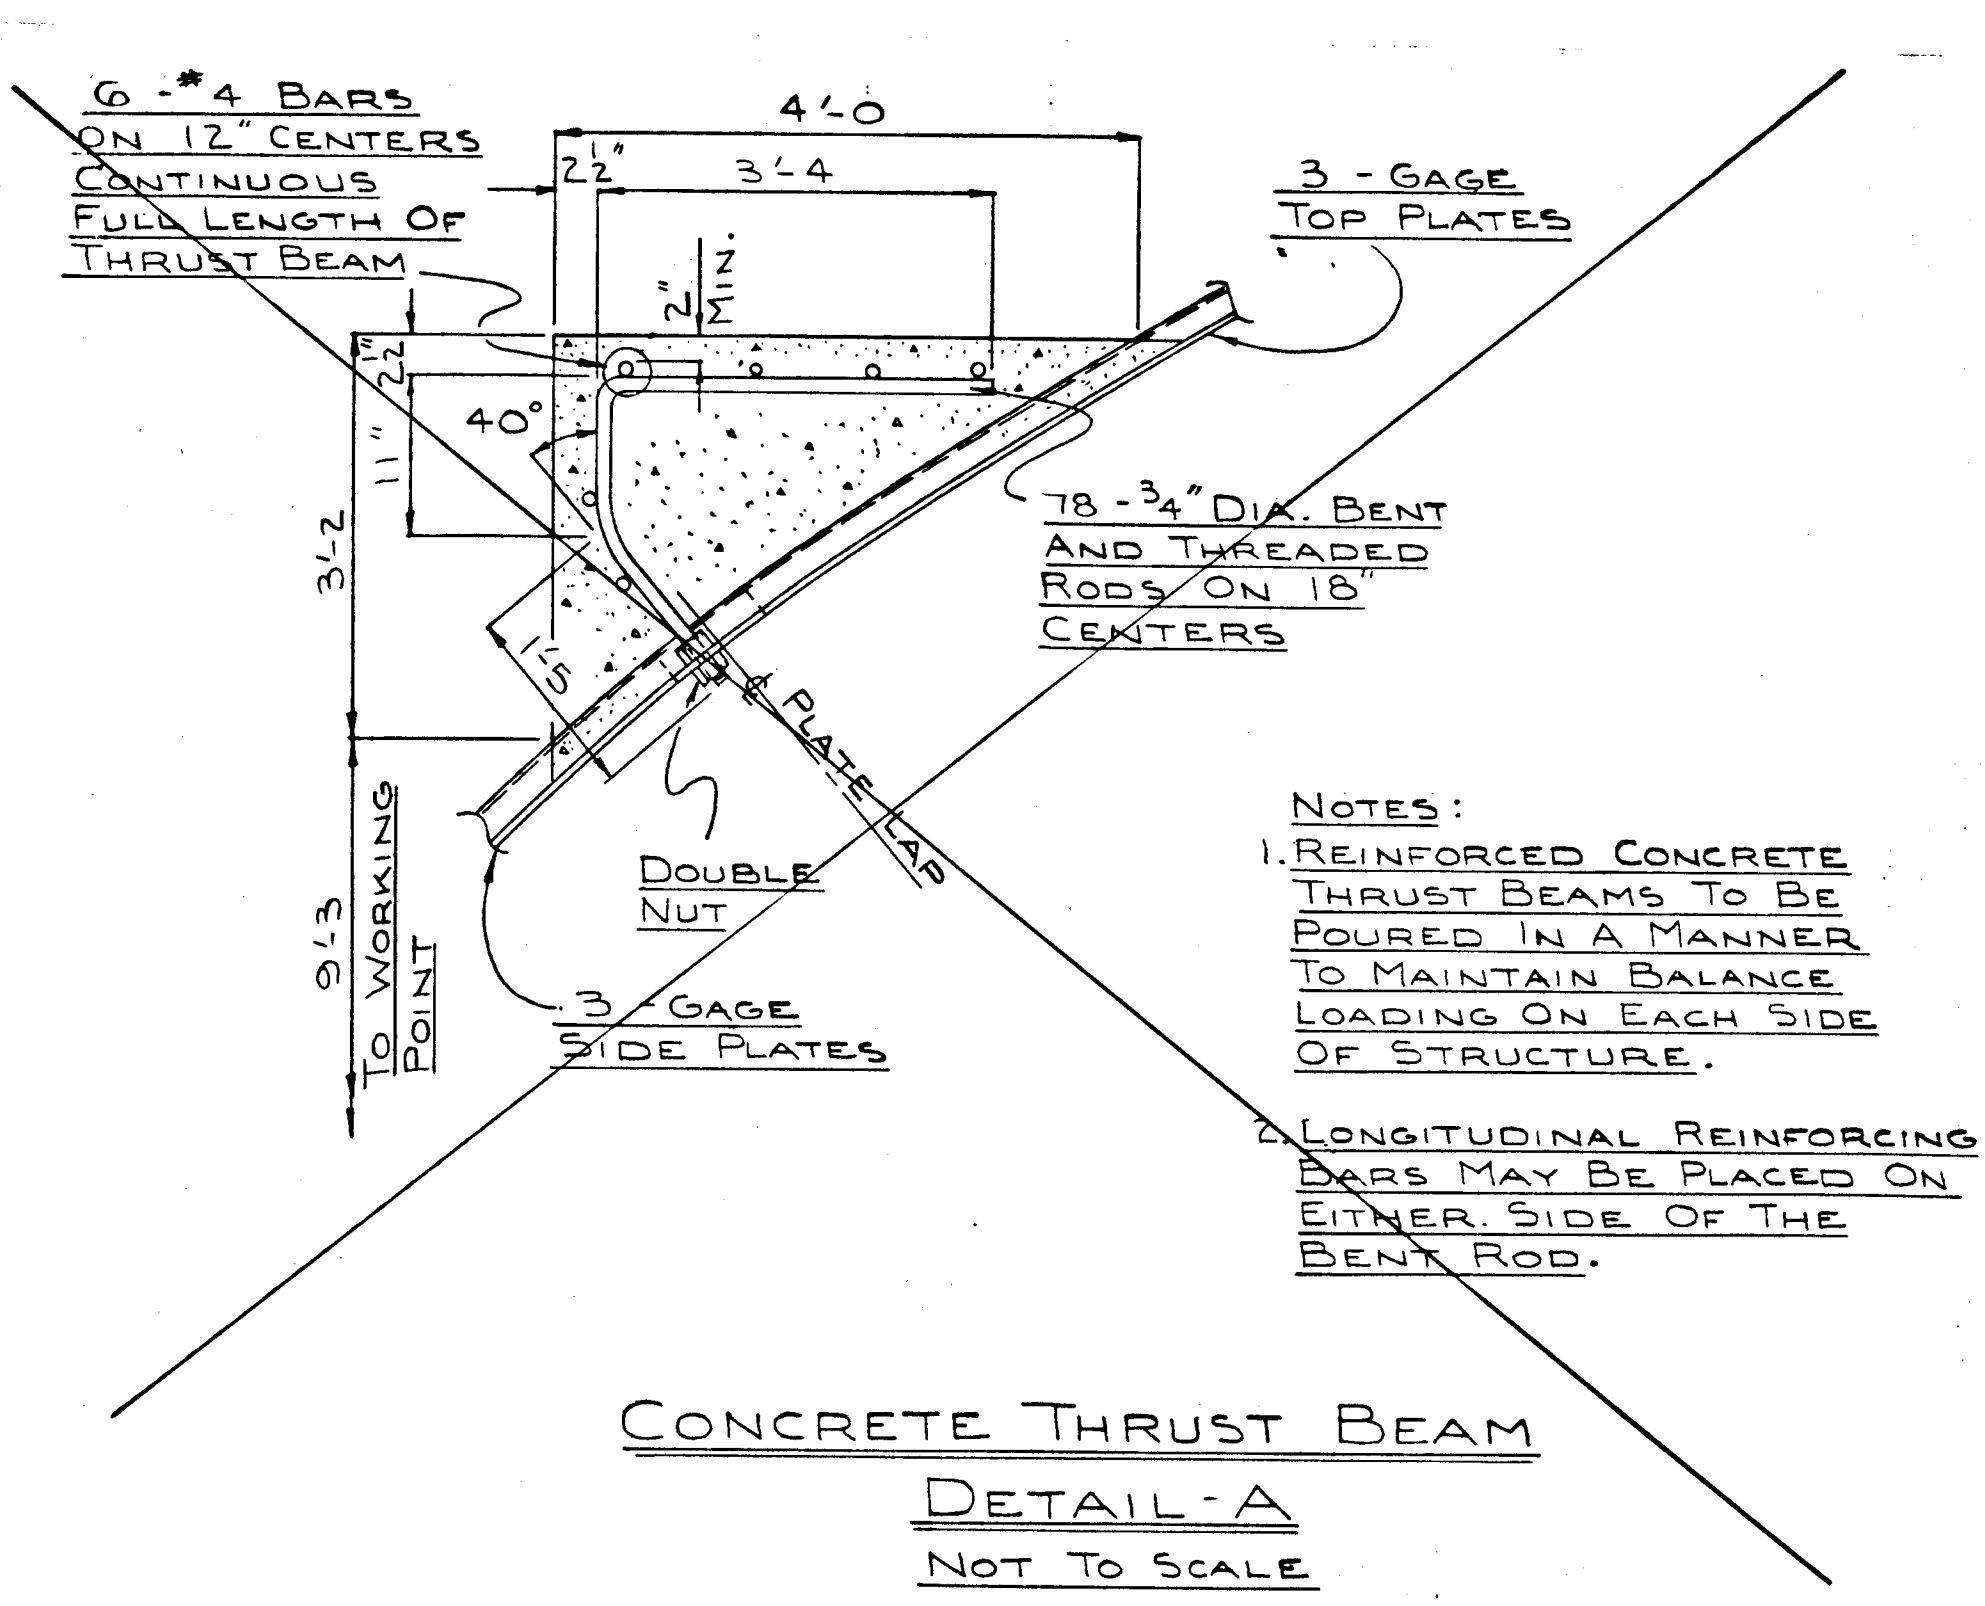 6 - #4 BARS
ON 12" CENTERS
CONTINUOUS
FULL LENGTH OF
THRUST BEAM
4'-0
2 1/2"
3'-4
3 - GAGE
TOP PLATES
2"
MIN.
2 1/2"
11"
40°
3'-2
78 - 3/4" DIA. BENT
AND THREADED
RODS ON 18"
CENTERS
1'-5
PLATE LAP
9'-3
TO WORKING
POINT
DOUBLE
NUT
3 - GAGE
SIDE PLATES
NOTES:
1. REINFORCED CONCRETE
THRUST BEAMS TO BE
POURED IN A MANNER
TO MAINTAIN BALANCE
LOADING ON EACH SIDE
OF STRUCTURE.
2. LONGITUDINAL REINFORCING
BARS MAY BE PLACED ON
EITHER. SIDE OF THE
BENT ROD.
CONCRETE THRUST BEAM
DETAIL-A
NOT TO SCALE